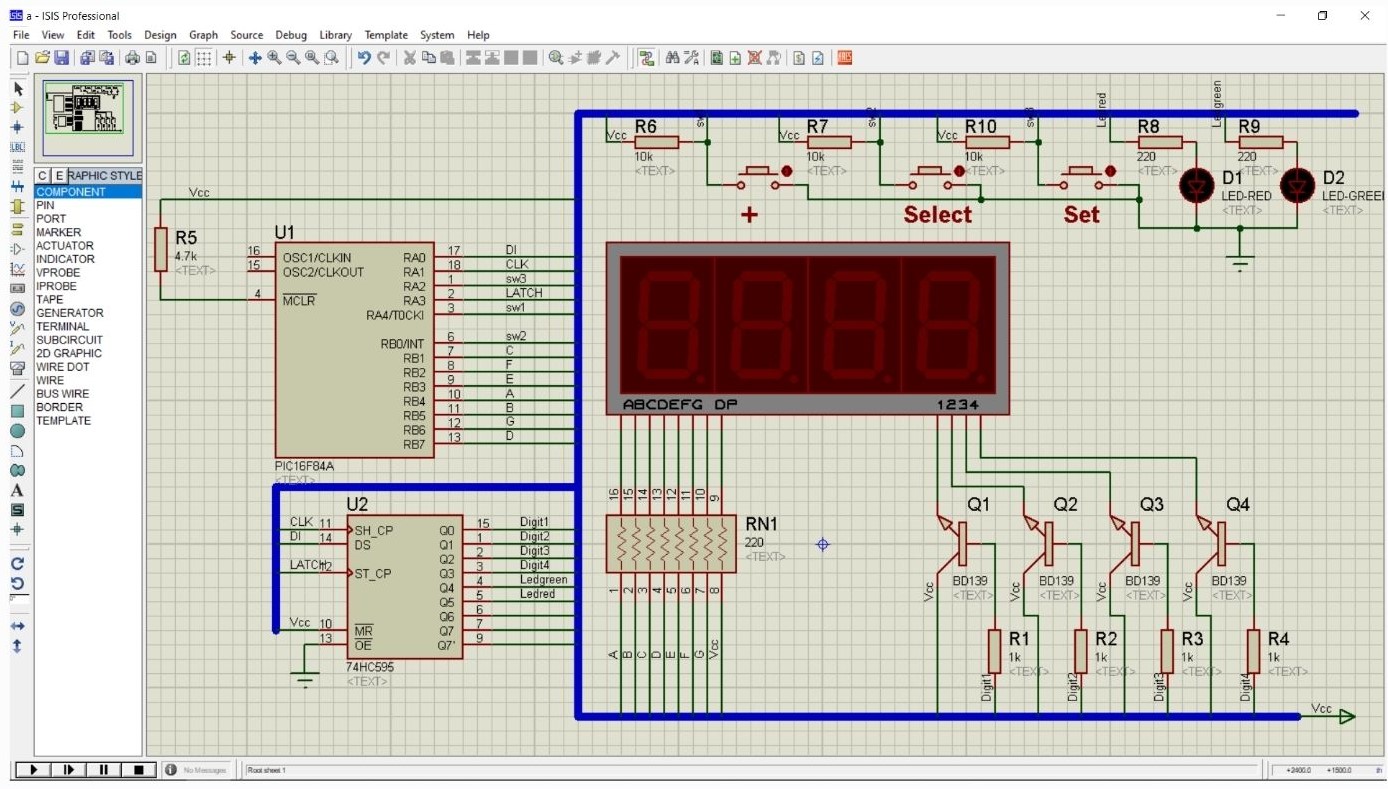 ISIS a - ISIS Professional
File View Edit Tools Design Graph Source Debug Library Template System Help
C E RAPHIC STYLE
COMPONENT
PIN
PORT
MARKER
ACTUATOR
INDICATOR
VPROBE
IPROBE
TAPE
GENERATOR
TERMINAL
SUBCIRCUIT
2D GRAPHIC
WIRE DOT
WIRE
BUS WIRE
BORDER
TEMPLATE
Vcc
R5
4.7k
<TEXT>
U1
16 OSC1/CLKIN RA0 17 DI
15 OSC2/CLKOUT RA1 18 CLK
RA2 1 sw3
4 MCLR RA3 2 LATCH
RA4/T0CKI 3 sw1
RB0/INT 6 sw2
RB1 7 C
RB2 8 F
RB3 9 E
RB4 10 A
RB5 11 B
RB6 12 G
RB7 13 D
PIC16F84A
<TEXT>
U2
CLK 11 SH_CP Q0 15 Digit1
DI 14 DS Q1 1 Digit2
Q2 2 Digit3
LATCH 12 ST_CP Q3 3 Digit4
Q4 4 Ledgreen
Q5 5 Ledred
Q6 6
Vcc 10 MR Q7 7
13 OE Q7' 9
74HC595
<TEXT>
Vcc R6 Vcc R7 Vcc R10 sw3 Ledred R8 Ledgreen R9
10k 10k 10k 220 220
<TEXT> <TEXT> <TEXT> <TEXT> <TEXT>
D1 D2
LED-RED LED-GREE
<TEXT> <TEXT>
+ Select Set
ABCDEFG DP 1234
16 15 14 13 12 11 10 9
RN1
220
<TEXT>
1 2 3 4 5 6 7 8
A B C D E F G Vcc
Q1 Q2 Q3 Q4
BD139 BD139 BD139 BD139
<TEXT> <TEXT> <TEXT> <TEXT>
Vcc Vcc Vcc Vcc
R1 R2 R3 R4
1k 1k 1k 1k
<TEXT> <TEXT> <TEXT> <TEXT>
Digit1 Digit2 Digit3 Digit4
Vcc
No Messages Root sheet 1 +2400.0 +1500.0 th